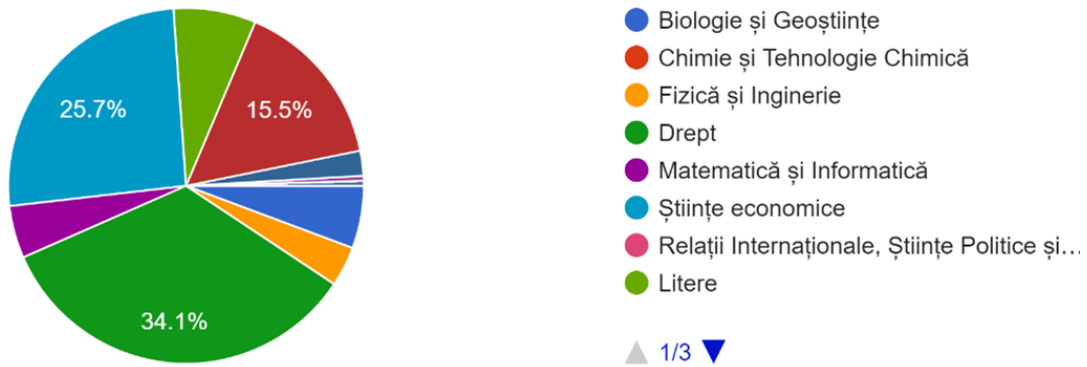 25.7%
15.5%
34.1%
Biologie și Geoștiințe
Chimie și Tehnologie Chimică
Fizică și Inginerie
Drept
Matematică și Informatică
Științe economice
Relații Internaționale, Științe Politice și...
Litere
1/3